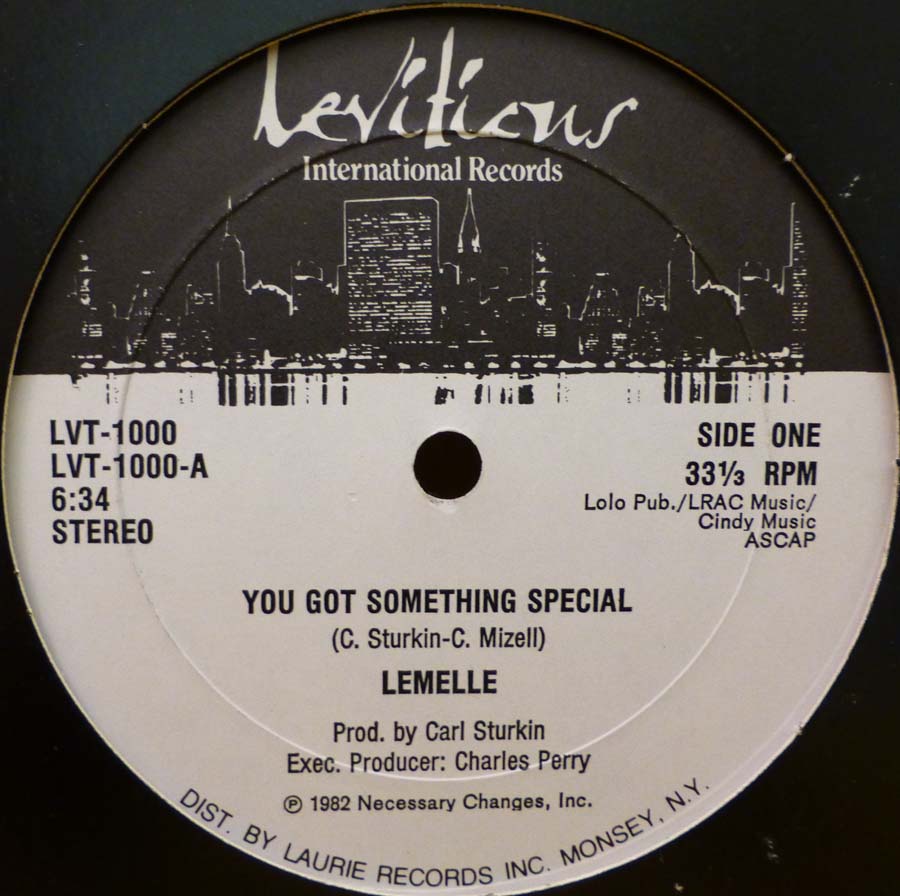 Leviticus
International Records
LVT-1000
LVT-1000-A
6:34
STEREO
SIDE ONE
33⅓ RPM
Lolo Pub./LRAC Music/
Cindy Music
ASCAP
YOU GOT SOMETHING SPECIAL
(C. Sturkin-C. Mizell)
LEMELLE
Prod. by Carl Sturkin
Exec. Producer: Charles Perry
℗ 1982 Necessary Changes, Inc.
DIST. BY LAURIE RECORDS INC. MONSEY, N.Y.